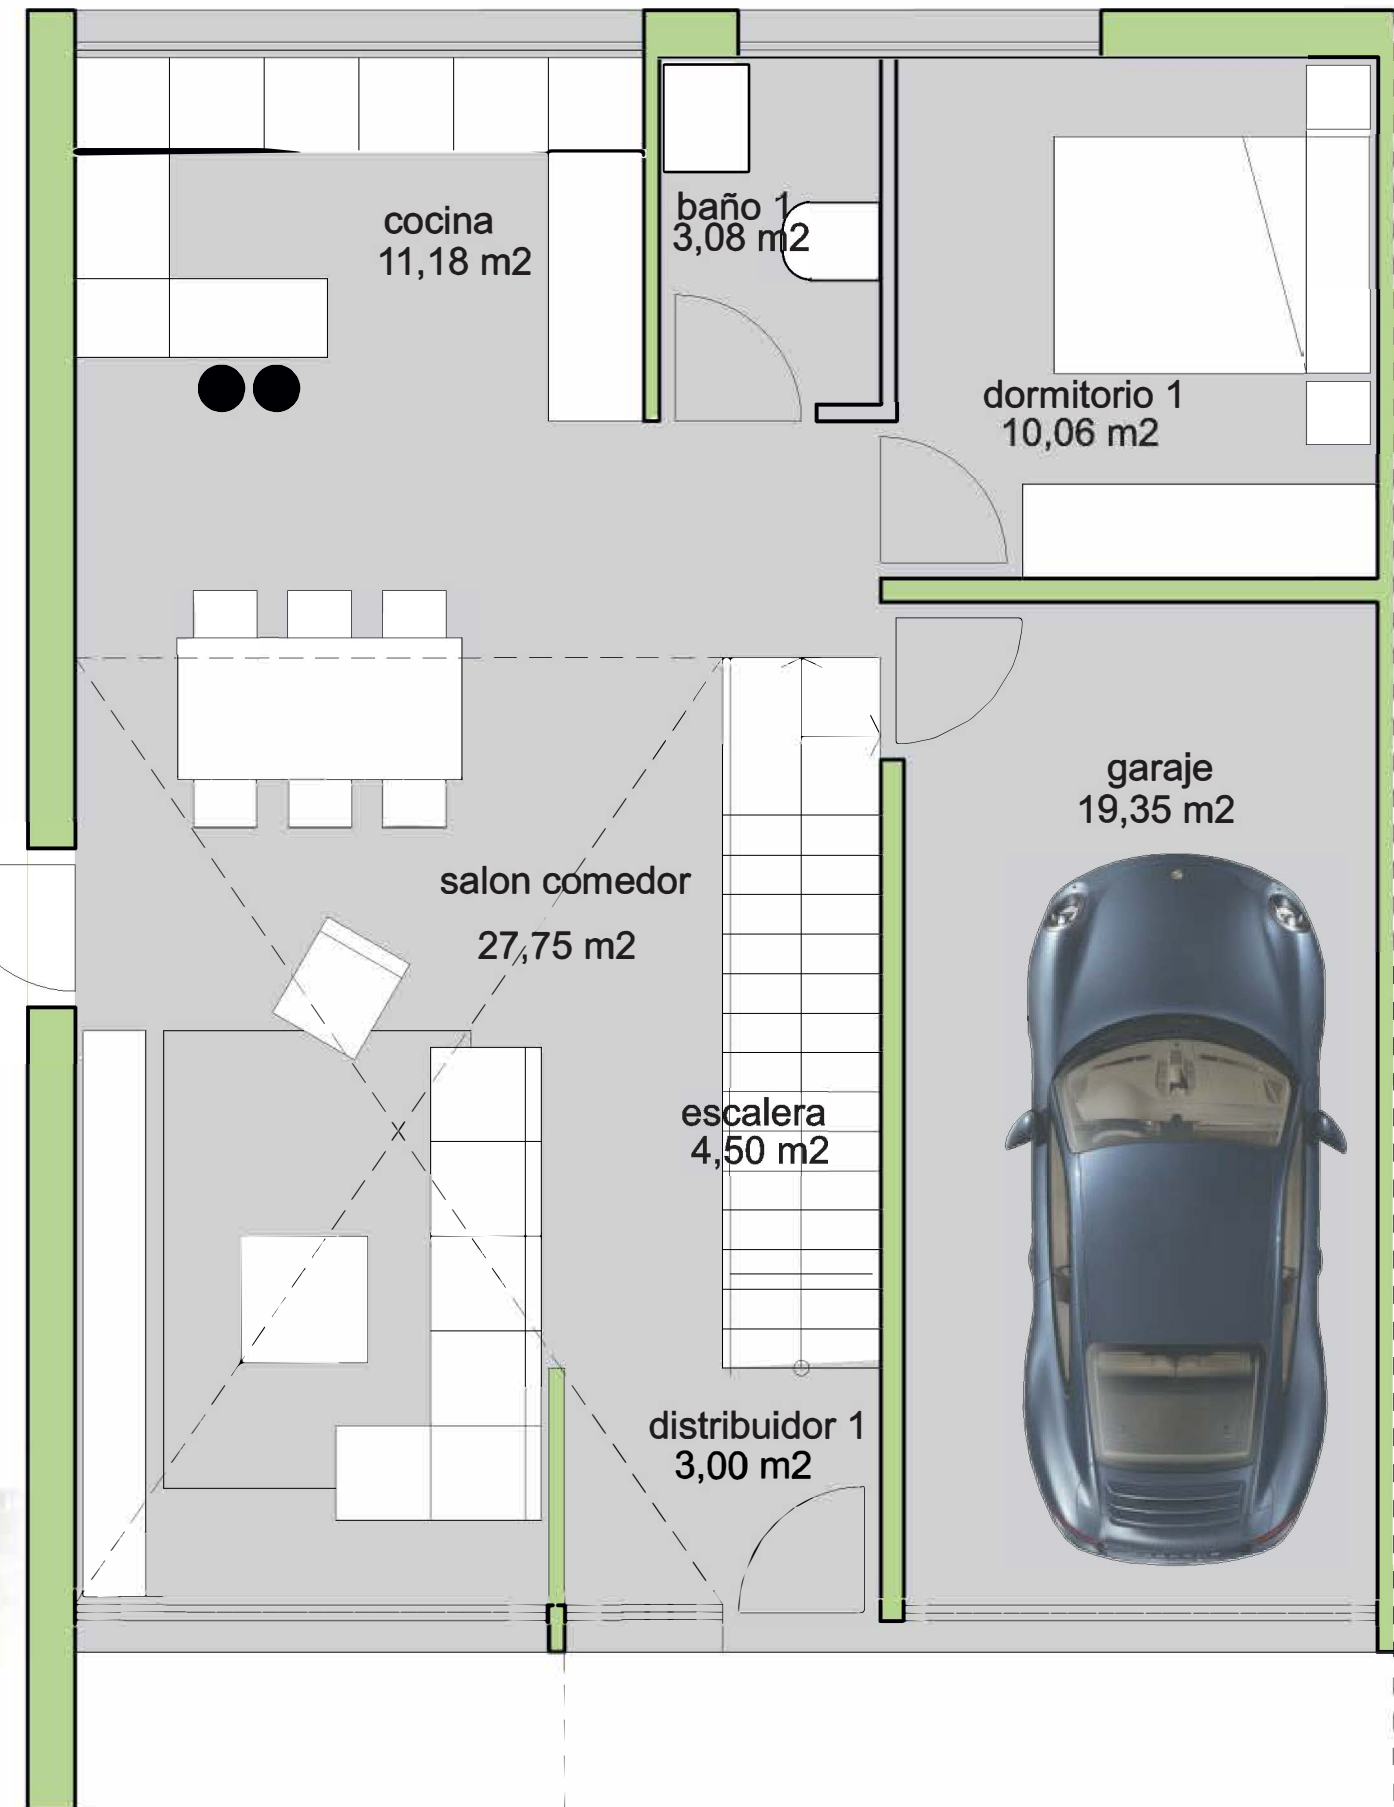 cocina
11,18 m2
baño 1
3,08 m2
dormitorio 1
10,06 m2
garaje
19,35 m2
salon comedor
27,75 m2
escalera
4,50 m2
distribuidor 1
3,00 m2